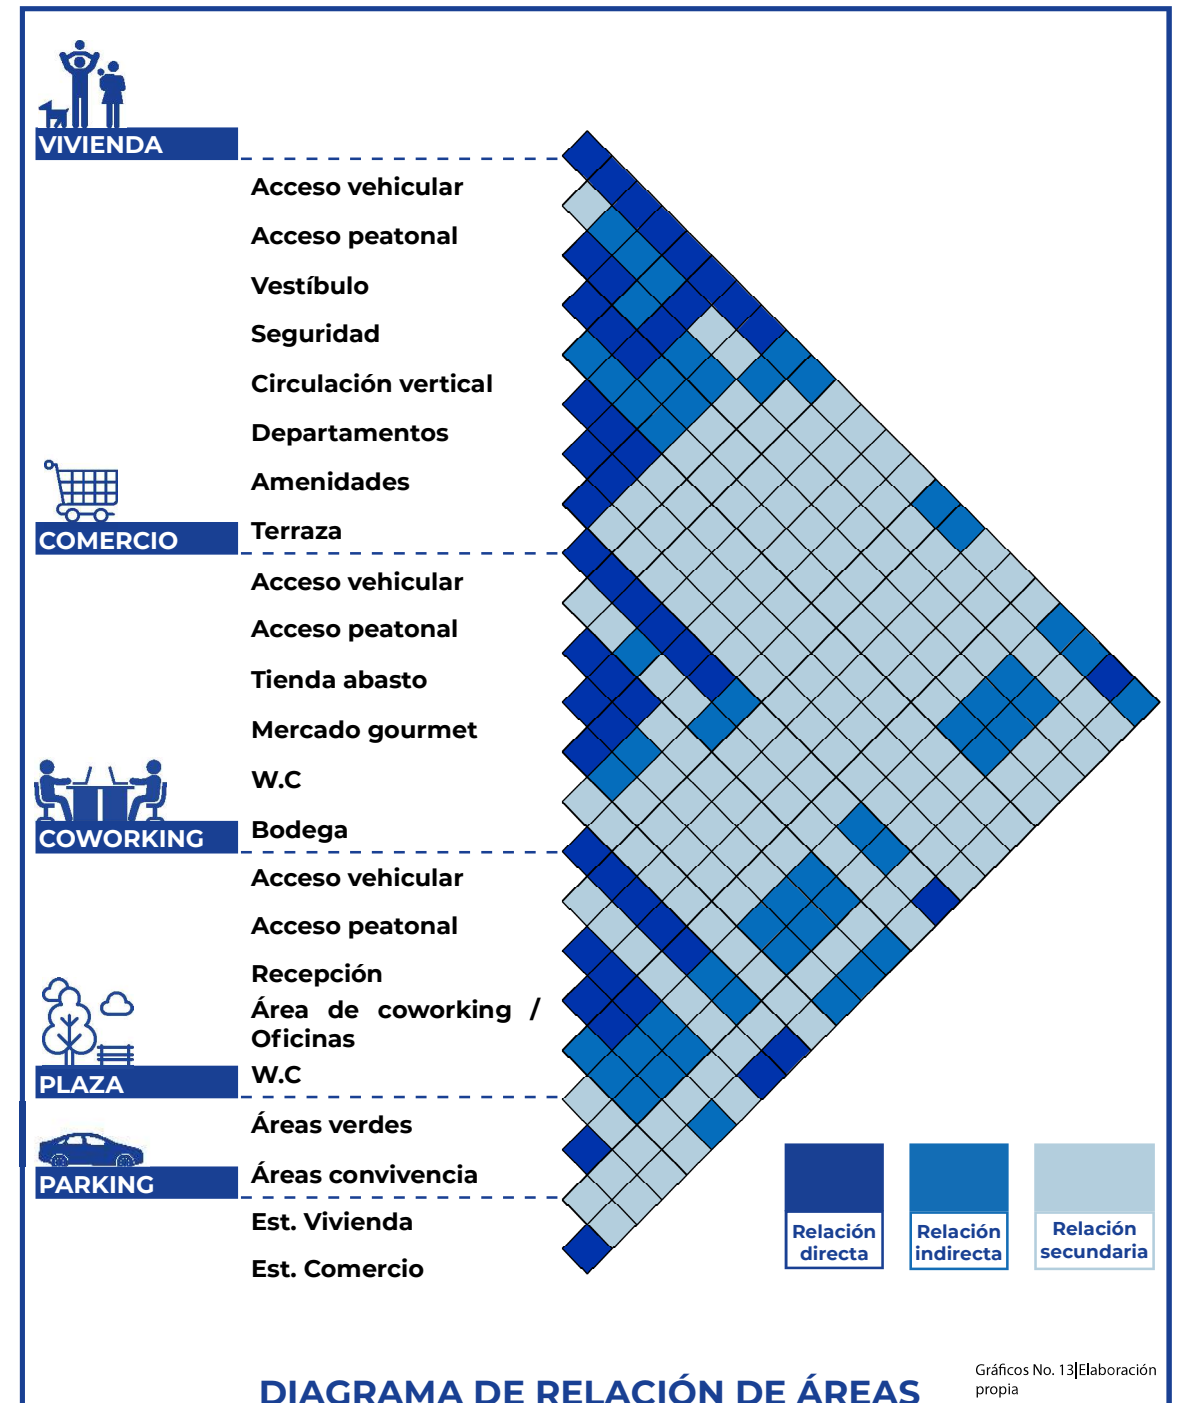 VIVIENDA
Acceso vehicular
Acceso peatonal
Vestíbulo
Seguridad
Circulación vertical
Departamentos
Amenidades
Terraza
COMERCIO
Acceso vehicular
Acceso peatonal
Tienda abasto
Mercado gourmet
W.C
Bodega
COWORKING
Acceso vehicular
Acceso peatonal
Recepción
Área de coworking /
Oficinas
W.C
PLAZA
Áreas verdes
Áreas convivencia
PARKING
Est. Vivienda
Est. Comercio
Relación
directa
Relación
indirecta
Relación
secundaria
Gráficos No. 13|Elaboración
propia
DIAGRAMA DE RELACIÓN DE ÁREAS